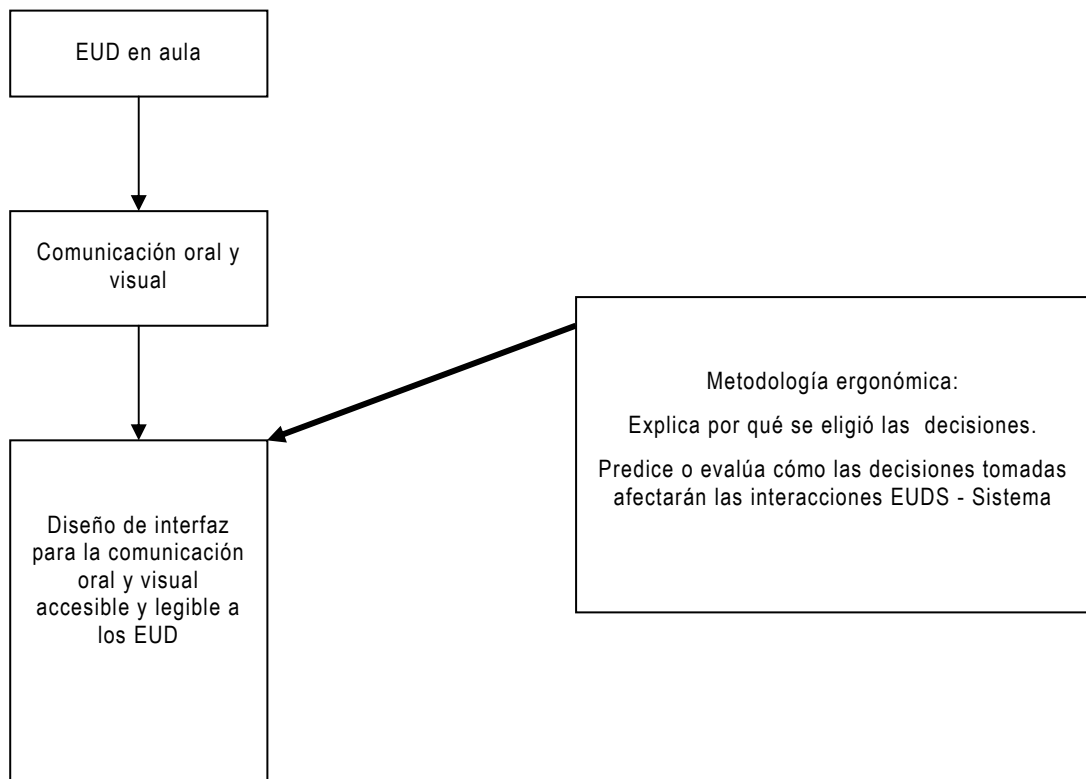 EUD en aula
Comunicación oral y
visual
Diseño de interfaz
para la comunicación
oral y visual
accesible y legible a
los EUD
Metodología ergonómica:
Explica por qué se eligió las decisiones.
Predice o evalúa cómo las decisiones tomadas
afectarán las interacciones EUDS - Sistema